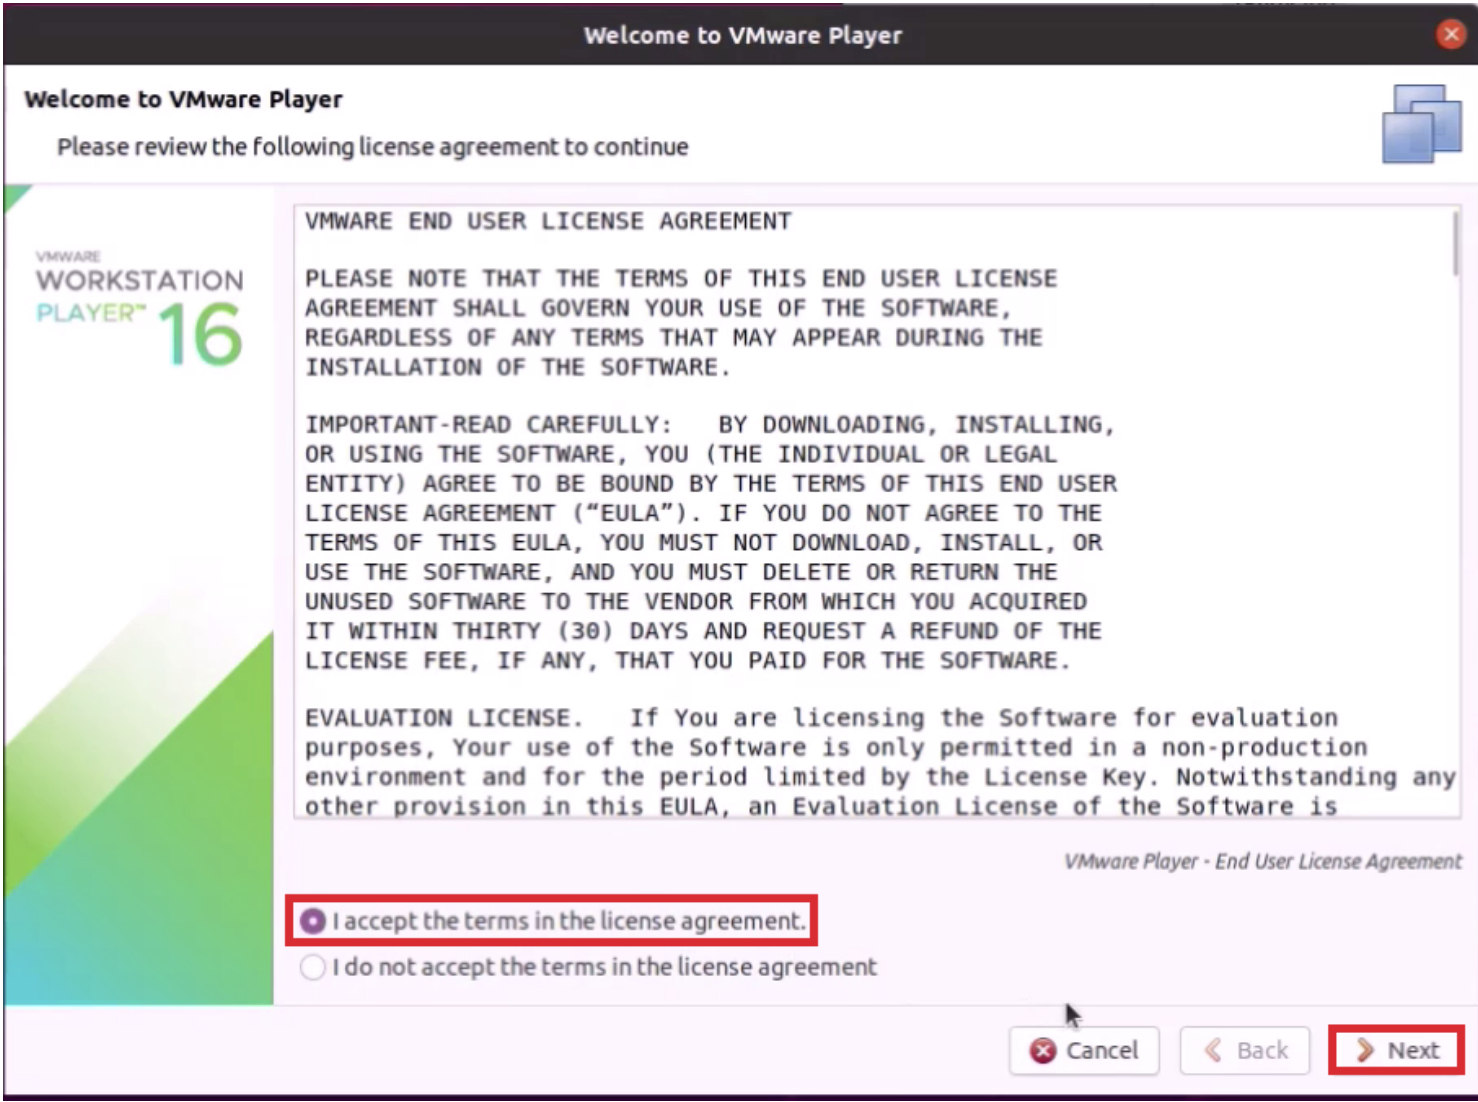 Welcome to VMware Player
Welcome to VMware Player
Please review the following license agreement to continue
VMWARE
WORKSTATION
PLAYER™ 16
VMWARE END USER LICENSE AGREEMENT
PLEASE NOTE THAT THE TERMS OF THIS END USER LICENSE
AGREEMENT SHALL GOVERN YOUR USE OF THE SOFTWARE,
REGARDLESS OF ANY TERMS THAT MAY APPEAR DURING THE
INSTALLATION OF THE SOFTWARE.
IMPORTANT-READ CAREFULLY:   BY DOWNLOADING, INSTALLING,
OR USING THE SOFTWARE, YOU (THE INDIVIDUAL OR LEGAL
ENTITY) AGREE TO BE BOUND BY THE TERMS OF THIS END USER
LICENSE AGREEMENT (“EULA”). IF YOU DO NOT AGREE TO THE
TERMS OF THIS EULA, YOU MUST NOT DOWNLOAD, INSTALL, OR
USE THE SOFTWARE, AND YOU MUST DELETE OR RETURN THE
UNUSED SOFTWARE TO THE VENDOR FROM WHICH YOU ACQUIRED
IT WITHIN THIRTY (30) DAYS AND REQUEST A REFUND OF THE
LICENSE FEE, IF ANY, THAT YOU PAID FOR THE SOFTWARE.
EVALUATION LICENSE.   If You are licensing the Software for evaluation
purposes, Your use of the Software is only permitted in a non-production
environment and for the period limited by the License Key. Notwithstanding any
other provision in this EULA, an Evaluation License of the Software is
VMware Player - End User License Agreement
I accept the terms in the license agreement.
I do not accept the terms in the license agreement
Cancel
Back
Next